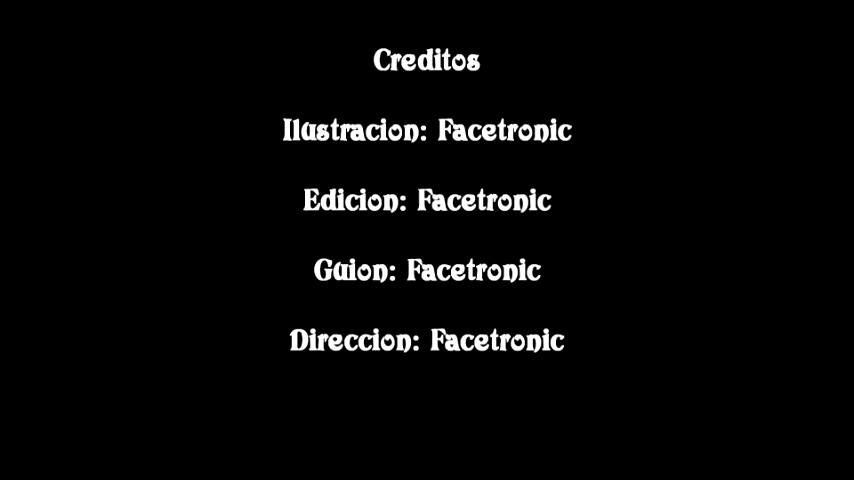 Creditos
Ilustracion: Facetronic
Edicion: Facetronic
Guion: Facetronic
Direccion: Facetronic